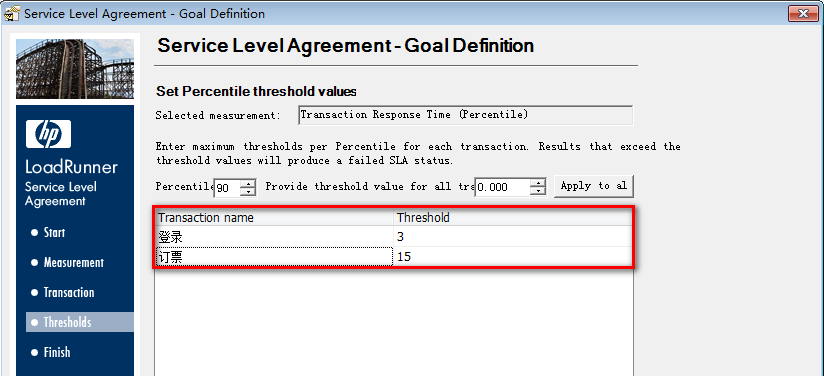 Service Level Agreement - Goal Definition
Service Level Agreement - Goal Definition
Set Percentile threshold values
Selected measurement: Transaction Response Time (Percentile)
Enter maximum thresholds per Percentile for each transaction. Results that exceed the
threshold values will produce a failed SLA status.
Percentile 90 Provide threshold value for all tra 0.000 Apply to al
Transaction name Threshold
登录 3
订票 15
hp
LoadRunner
Service Level
Agreement
Start
Measurement
Transaction
Thresholds
Finish